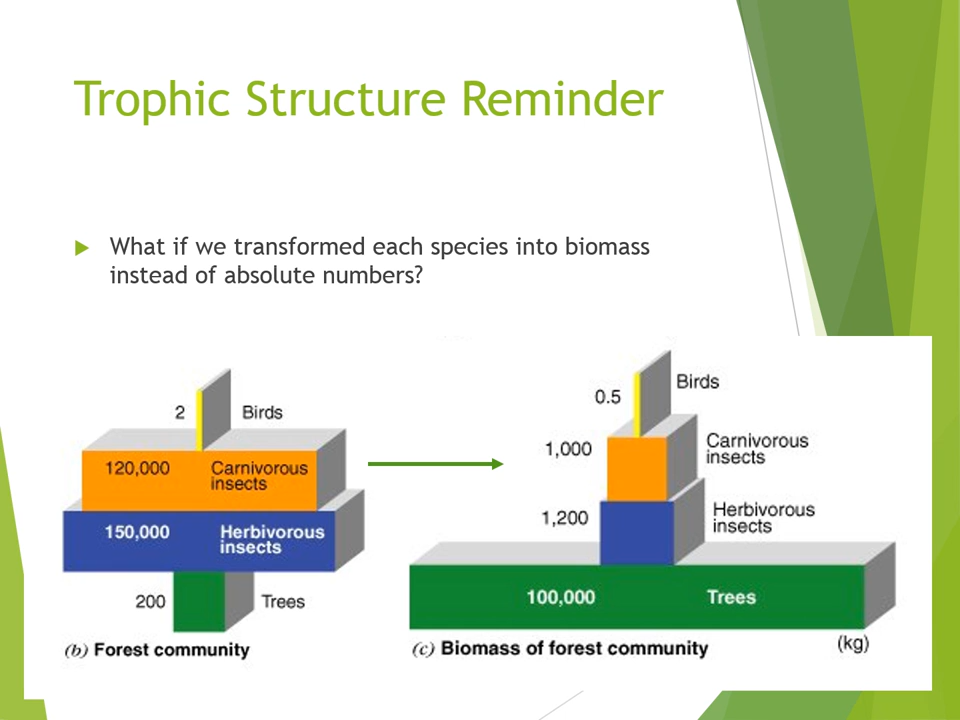 Trophic Structure Reminder
What if we transformed each species into biomass
instead of absolute numbers?
2 Birds
120,000 Carnivorous
insects
150,000 Herbivorous
insects
200 Trees
(b) Forest community
0.5 Birds
1,000 Carnivorous
insects
1,200 Herbivorous
insects
100,000 Trees
(c) Biomass of forest community (kg)